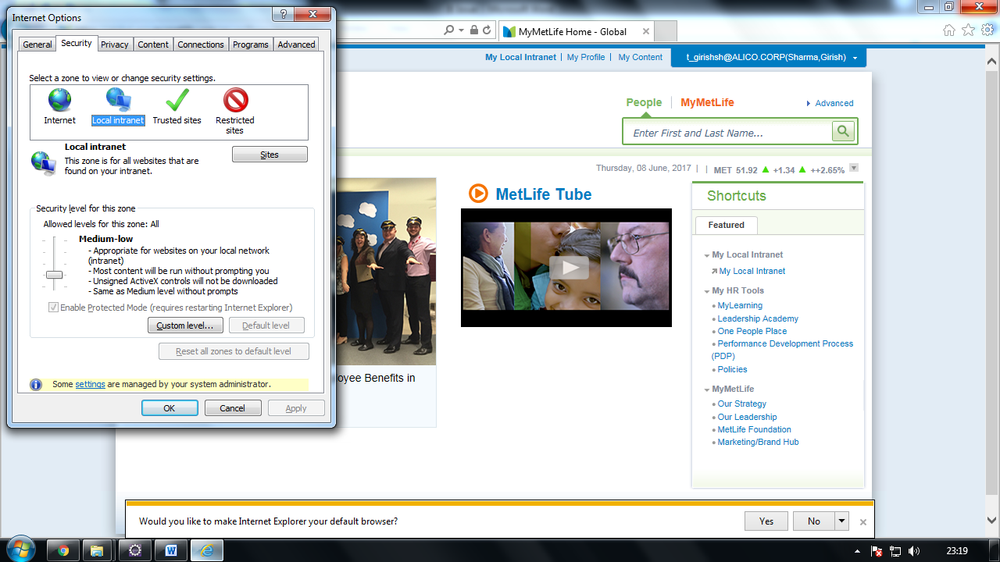 Internet Options
General Security Privacy Content Connections Programs Advanced
Select a zone to view or change security settings.
Internet Local intranet Trusted sites Restricted sites
Local intranet
This zone is for all websites that are
found on your intranet.
Sites
Security level for this zone
Allowed levels for this zone: All
Medium-low
- Appropriate for websites on your local network
(intranet)
- Most content will be run without prompting you
- Unsigned ActiveX controls will not be downloaded
- Same as Medium level without prompts
Enable Protected Mode (requires restarting Internet Explorer)
Custom level... Default level
Reset all zones to default level
Some settings are managed by your system administrator.
OK Cancel Apply
MyMetLife Home - Global
My Local Intranet | My Profile | My Content t_girishsh@ALICO.CORP(Sharma,Girish)
People MyMetLife Advanced
Enter First and Last Name...
Thursday, 08 June, 2017 | | MET 51.92 +1.34 ++2.65%
MetLife Tube
oyee Benefits in
Shortcuts
Featured
My Local Intranet
My Local Intranet
My HR Tools
MyLearning
Leadership Academy
One People Place
Performance Development Process
(PDP)
Policies
MyMetLife
Our Strategy
Our Leadership
MetLife Foundation
Marketing/Brand Hub
Would you like to make Internet Explorer your default browser? Yes No
23:19